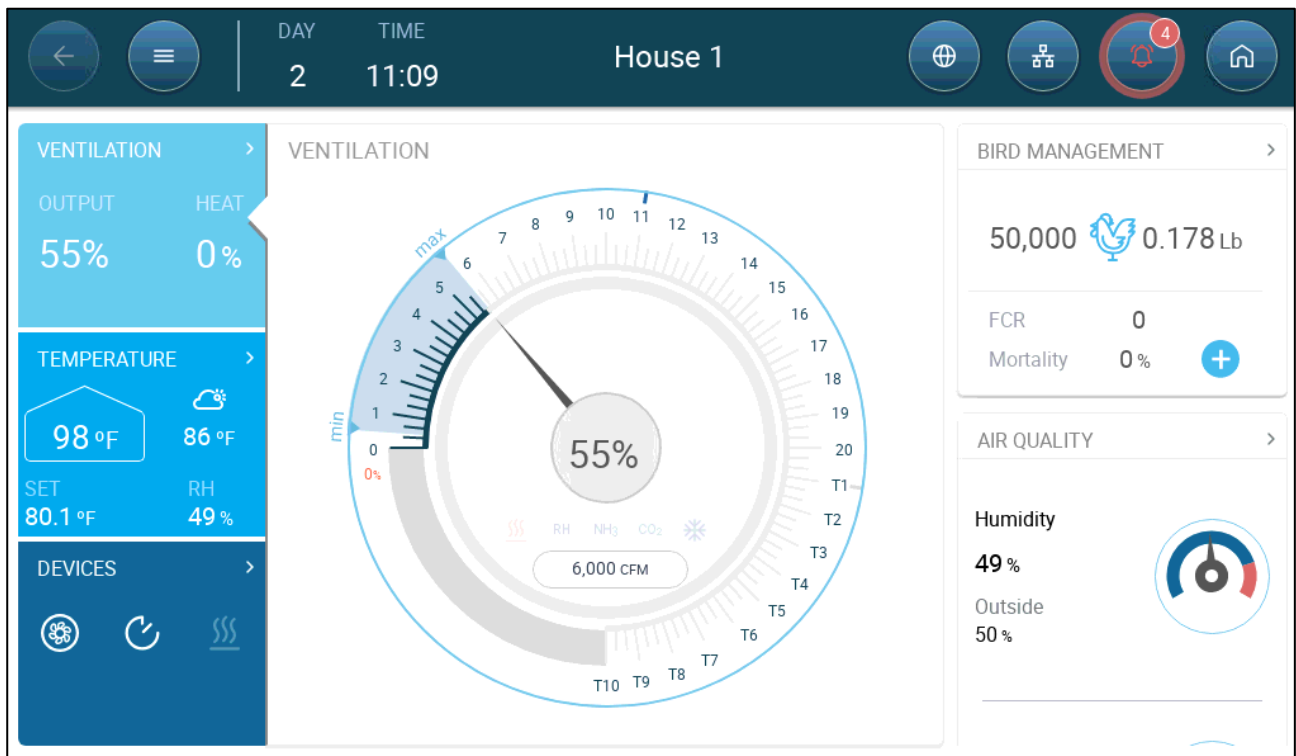 DAY TIME
2 11:09
House 1
4
VENTILATION
OUTPUT HEAT
55% 0 %
TEMPERATURE
98 ºF 86 ºF
SET RH
80.1 ºF 49 %
DEVICES
VENTILATION
min
max
0
1
2
3
4
5
6
7
8
9
10
11
12
13
14
15
16
17
18
19
20
T1
T2
T3
T4
T5
T6
T7
T8
T9
T10
0%
55%
RH NH₃ CO₂
6,000 CFM
BIRD MANAGEMENT
50,000 0.178 Lb
FCR 0
Mortality 0 %
AIR QUALITY
Humidity
49 %
Outside
50 %